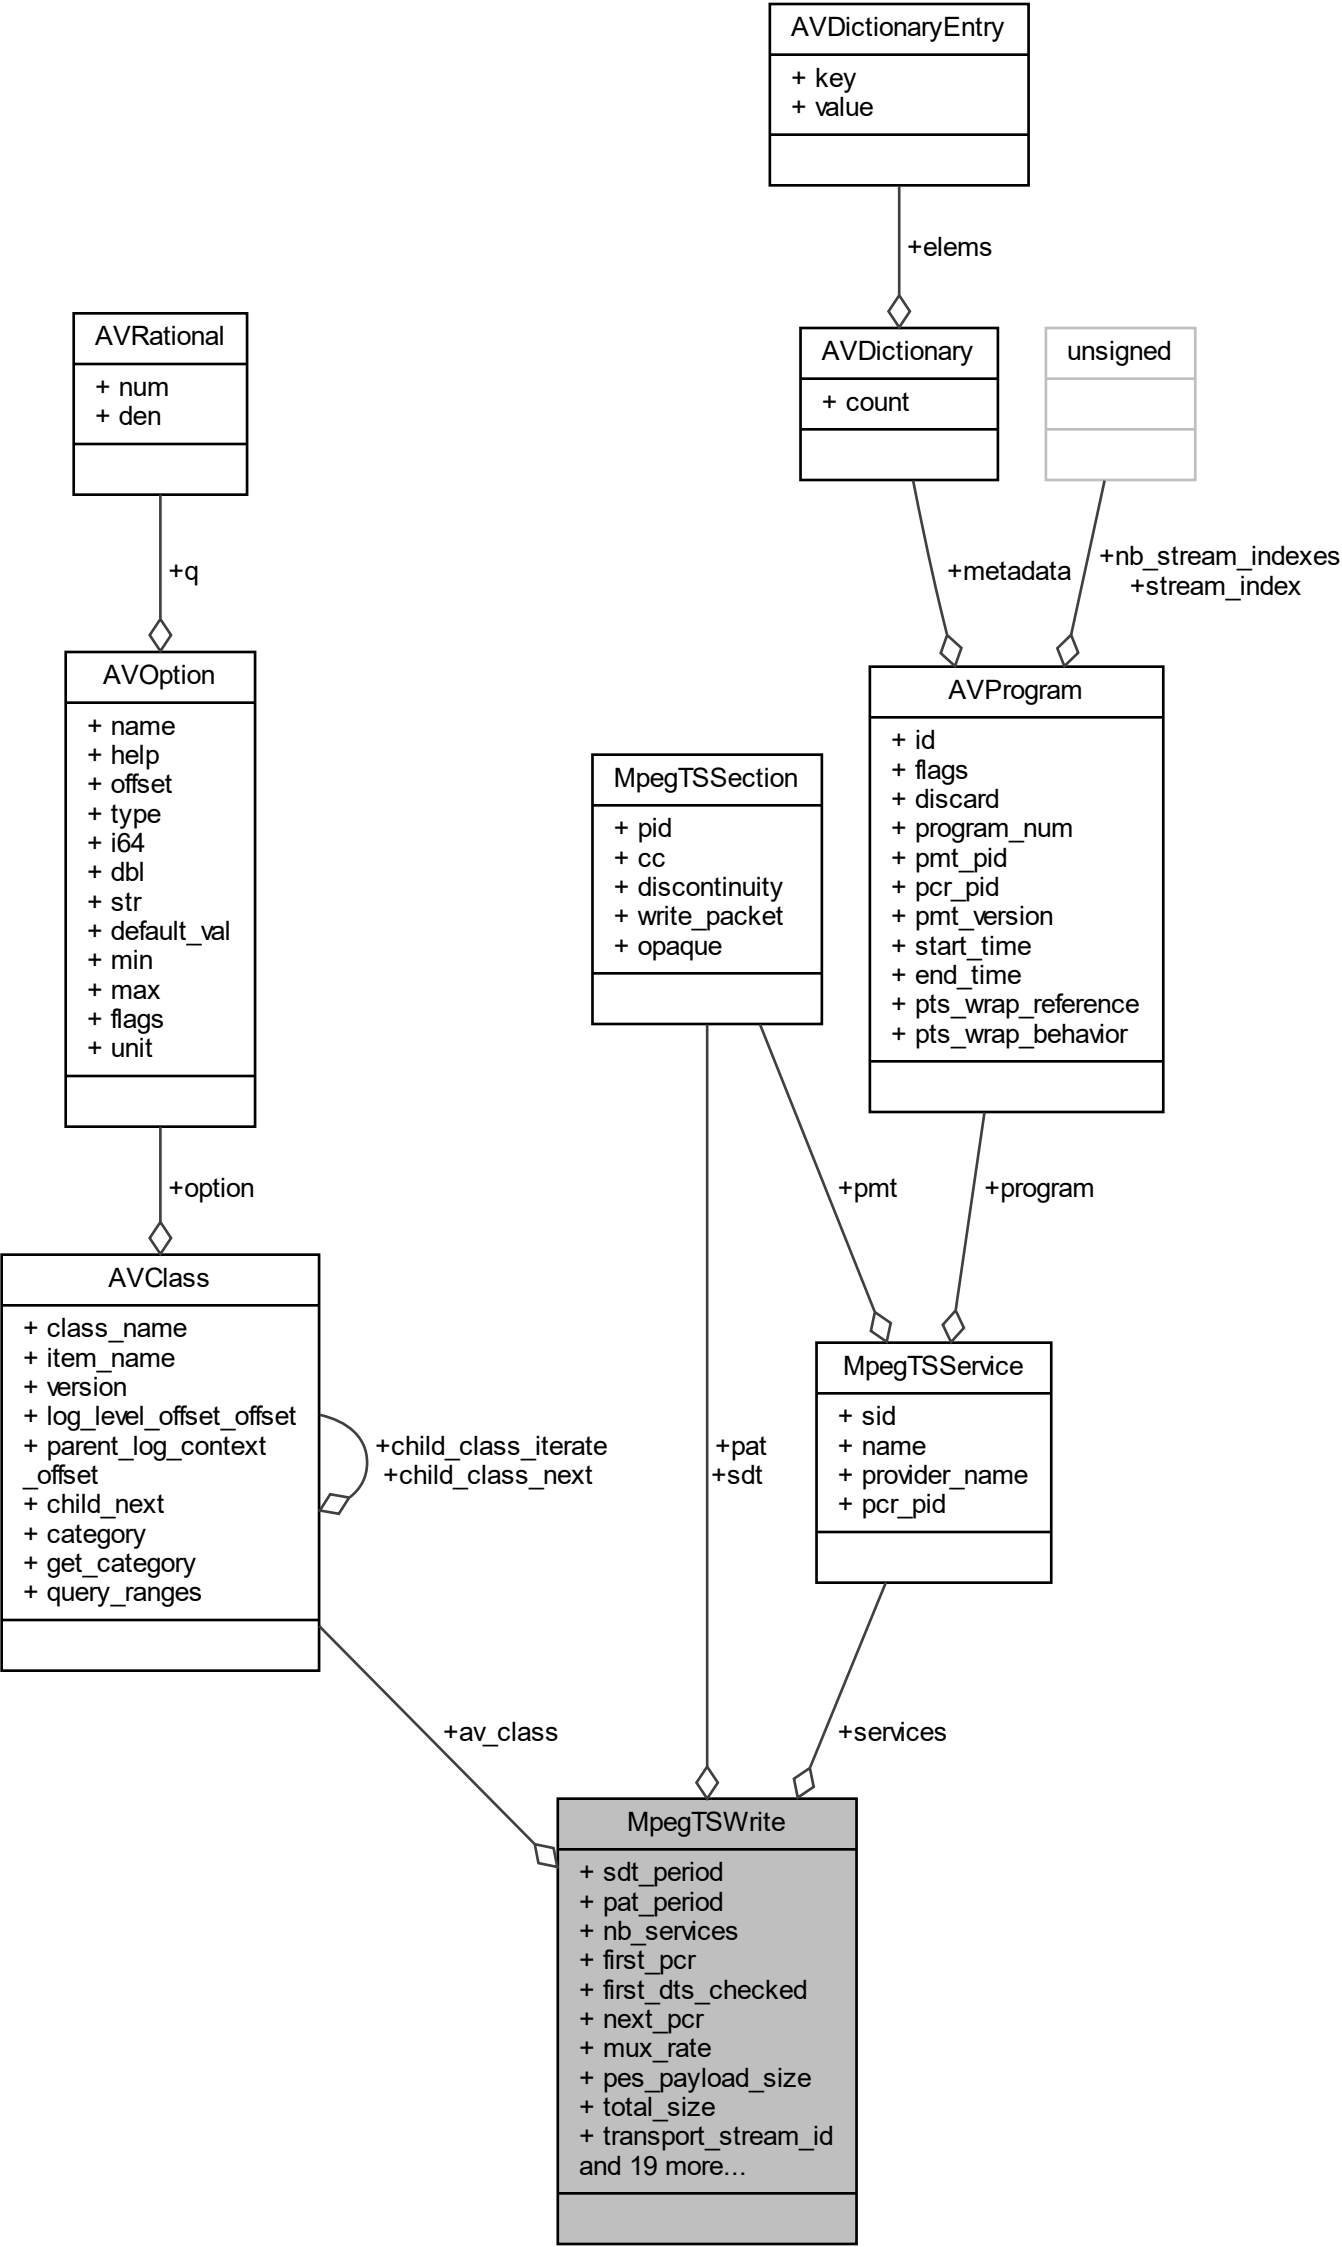 AVDictionaryEntry
+ key
+ value
+elems
AVRational
+ num
+ den
AVDictionary
+ count
unsigned
+q
+metadata
+nb_stream_indexes
+stream_index
AVOption
+ name
+ help
+ offset
+ type
+ i64
+ dbl
+ str
+ default_val
+ min
+ max
+ flags
+ unit
MpegTSSection
+ pid
+ cc
+ discontinuity
+ write_packet
+ opaque
AVProgram
+ id
+ flags
+ discard
+ program_num
+ pmt_pid
+ pcr_pid
+ pmt_version
+ start_time
+ end_time
+ pts_wrap_reference
+ pts_wrap_behavior
+option
+pmt
+program
AVClass
+ class_name
+ item_name
+ version
+ log_level_offset_offset
+ parent_log_context
_offset
+ child_next
+ category
+ get_category
+ query_ranges
+child_class_iterate
+child_class_next
+pat
+sdt
MpegTSService
+ sid
+ name
+ provider_name
+ pcr_pid
+av_class
+services
MpegTSWrite
+ sdt_period
+ pat_period
+ nb_services
+ first_pcr
+ first_dts_checked
+ next_pcr
+ mux_rate
+ pes_payload_size
+ total_size
+ transport_stream_id
and 19 more...